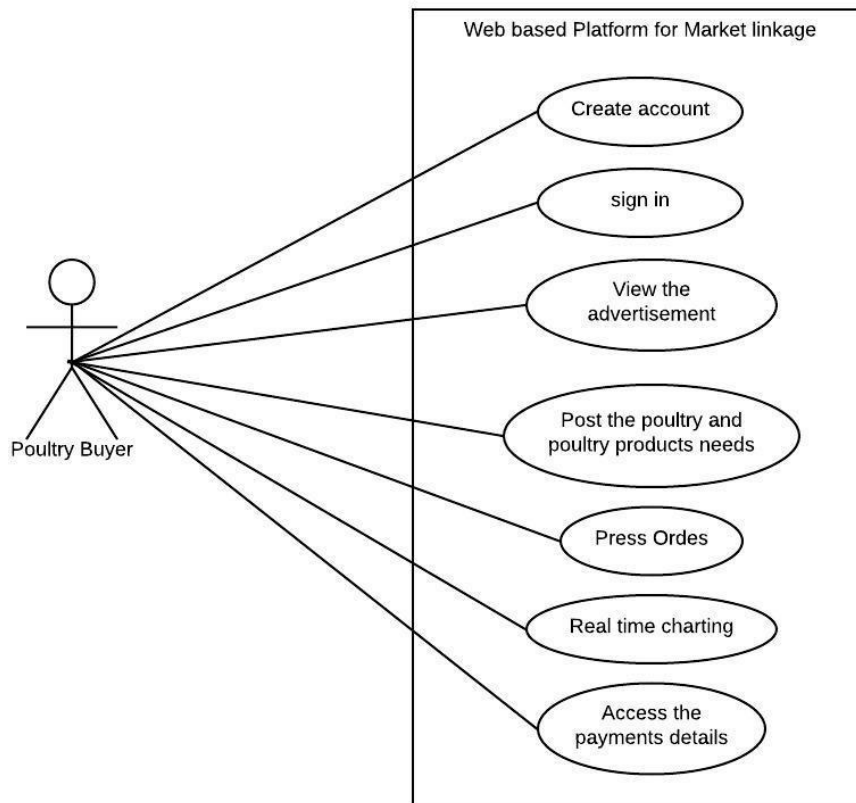 Web based Platform for Market linkage
Create account
sign in
View the
advertisement
Post the poultry and
poultry products needs
Poultry Buyer
Press Ordes
Real time charting
Access the
payments details